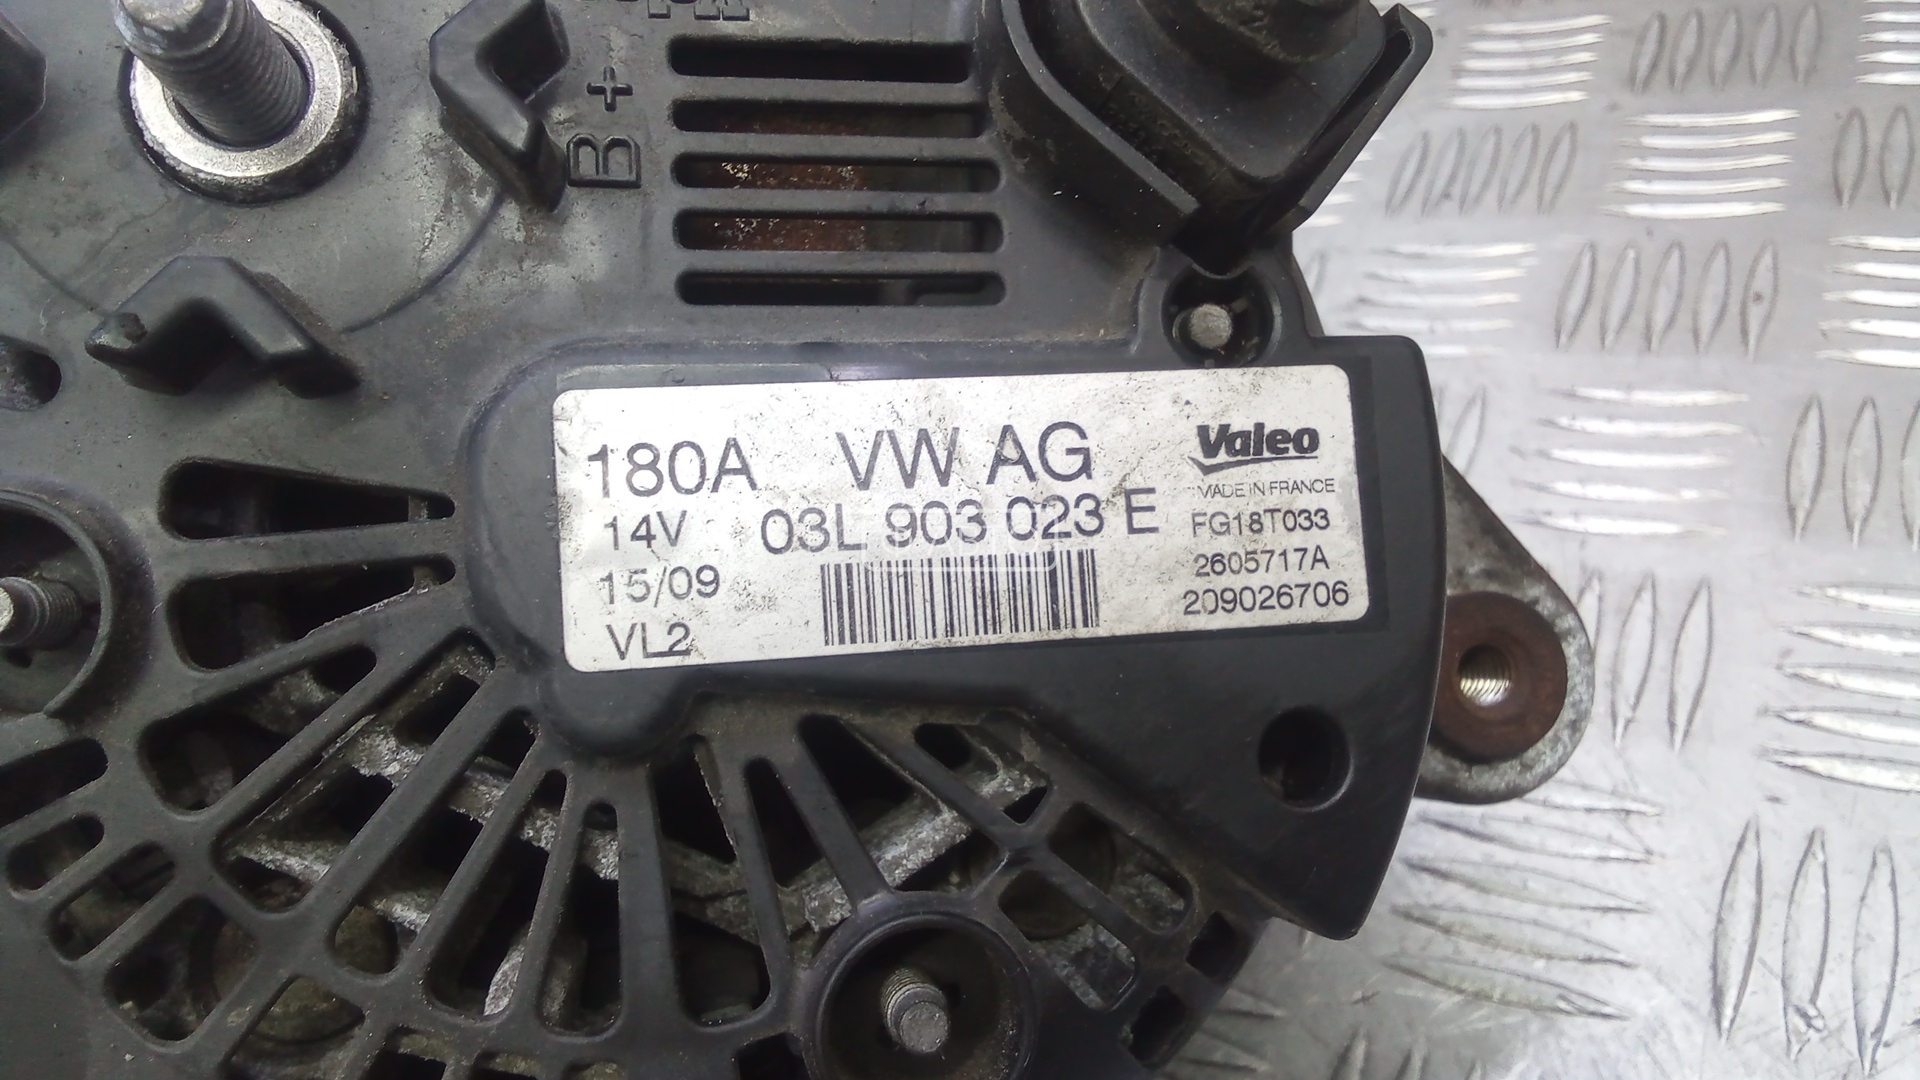 B+
180A VW AG Valeo
MADE IN FRANCE
14V 03L 903 023 E FG18T033
2605717A
15/09 209026706
VL2